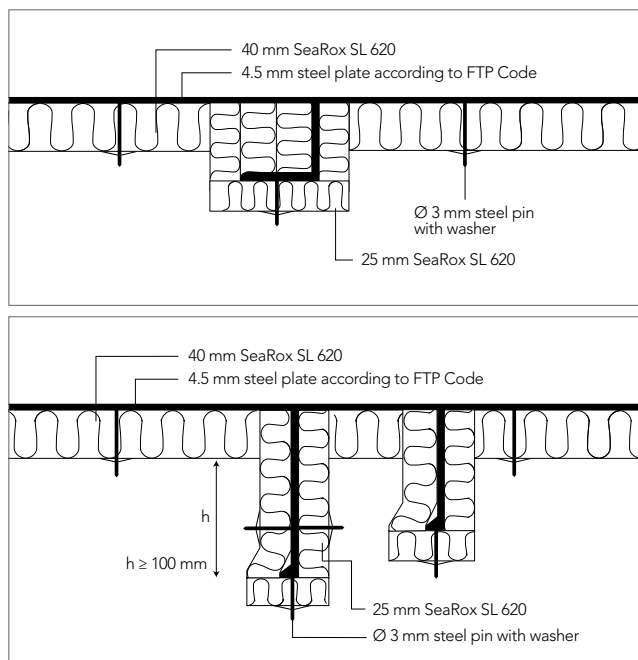 40 mm SeaRox SL 620
4.5 mm steel plate according to FTP Code
Ø 3 mm steel pin
with washer
25 mm SeaRox SL 620
40 mm SeaRox SL 620
4.5 mm steel plate according to FTP Code
h
h ≥ 100 mm
25 mm SeaRox SL 620
Ø 3 mm steel pin with washer